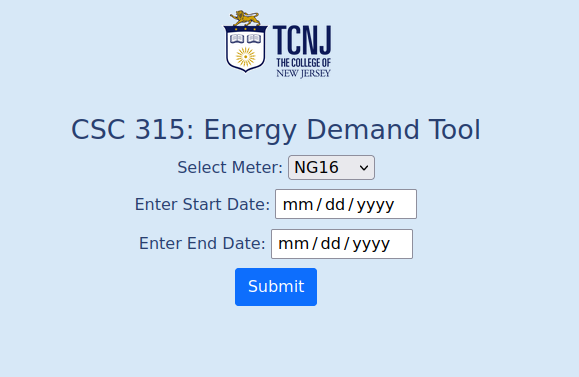 TCNJ
THE COLLEGE OF
NEW JERSEY
CSC 315: Energy Demand Tool
Select Meter: NG16
Enter Start Date: mm/dd/yyyy
Enter End Date: mm/dd/yyyy
Submit